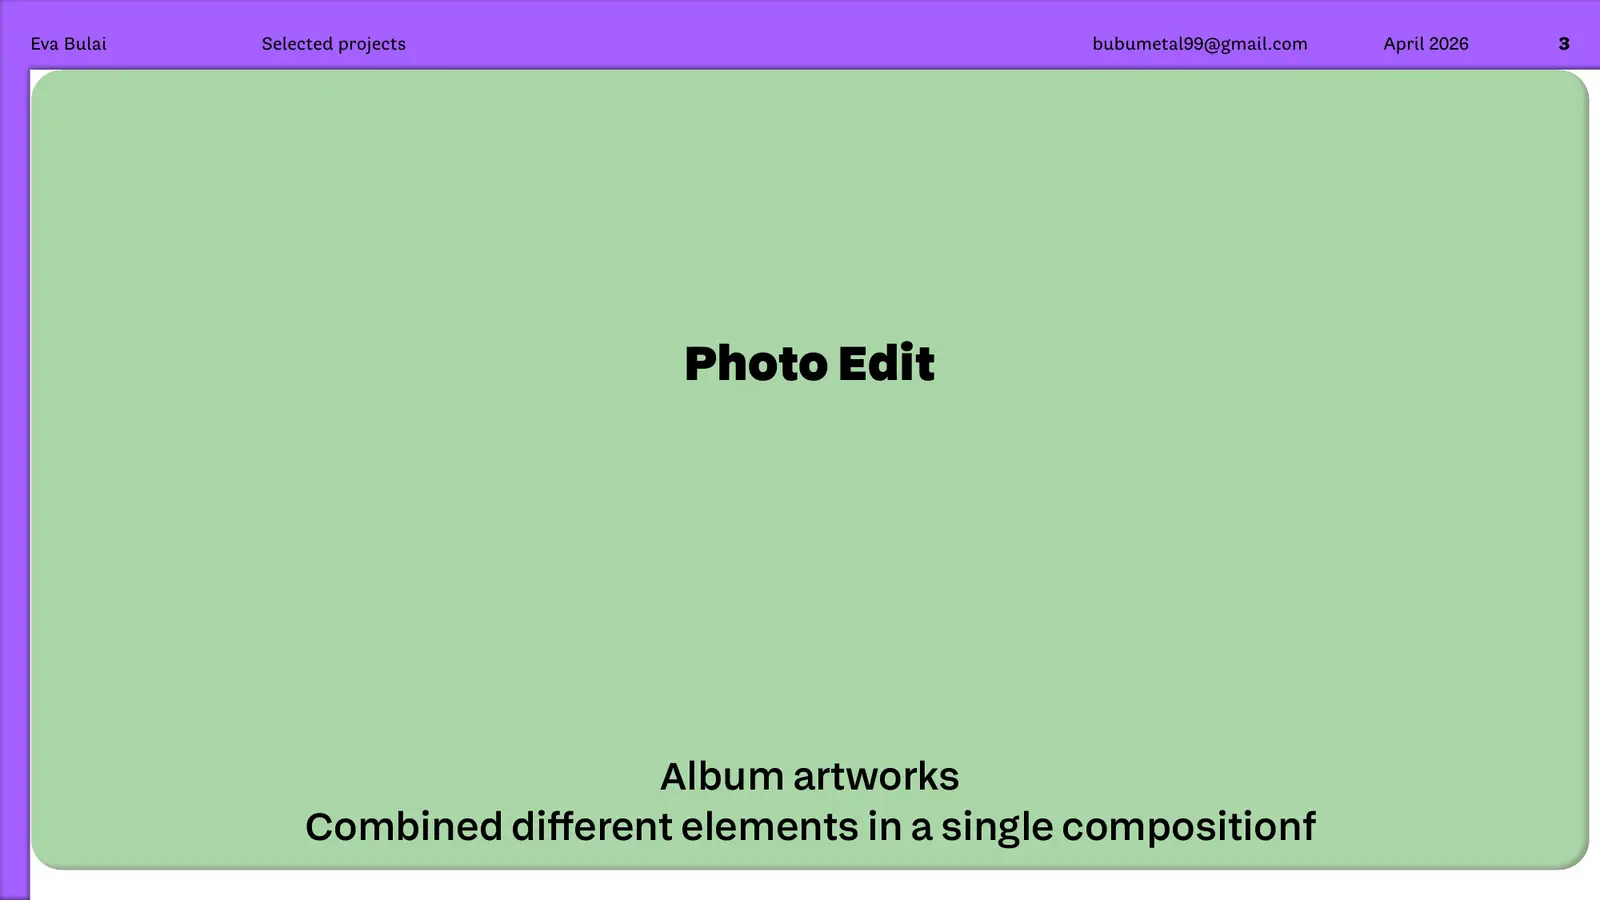 Eva Bulai Selected projects bubumetal99@gmail.com April 2026 3
Photo Edit
Album artworks
Combined different elements in a single compositionf